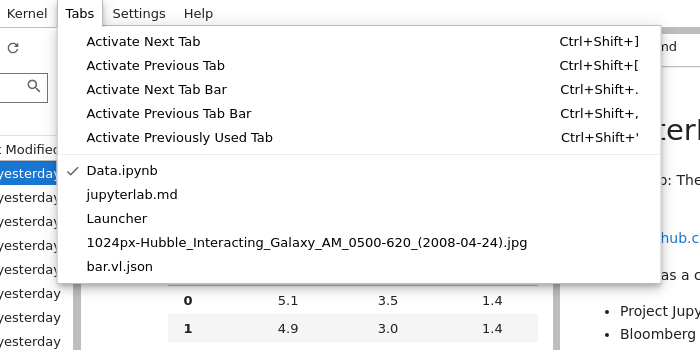 Kernel Tabs Settings Help
Activate Next Tab Ctrl+Shift+]
Activate Previous Tab Ctrl+Shift+[
Activate Next Tab Bar Ctrl+Shift+.
Activate Previous Tab Bar Ctrl+Shift+,
Activate Previously Used Tab Ctrl+Shift+'
Data.ipynb
jupyterlab.md
Launcher
1024px-Hubble_Interacting_Galaxy_AM_0500-620_(2008-04-24).jpg
bar.vl.json
yesterday
yesterday
yesterday
yesterday
yesterday
yesterday
yesterday
yesterday
0 5.1 3.5 1.4
1 4.9 3.0 1.4
b: The
hub.c
as a c
• Project Jupy
• Bloomberg